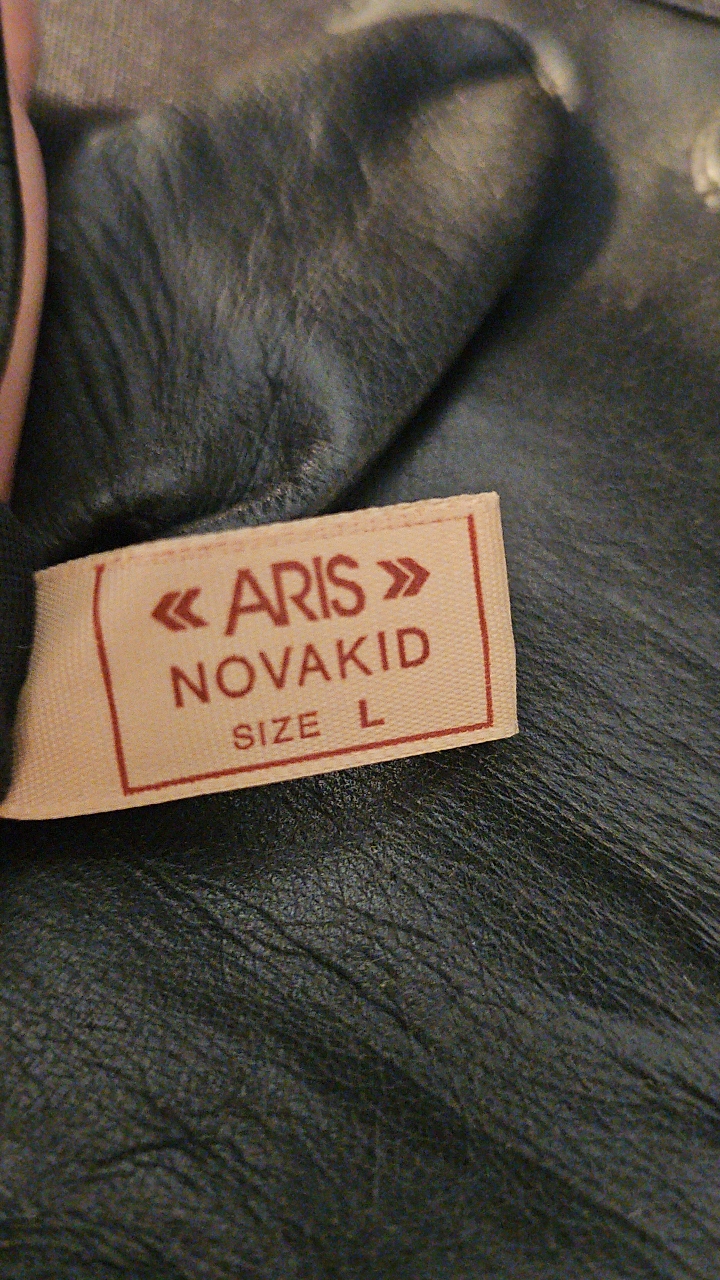 « ARIS »
NOVAKID
SIZE L